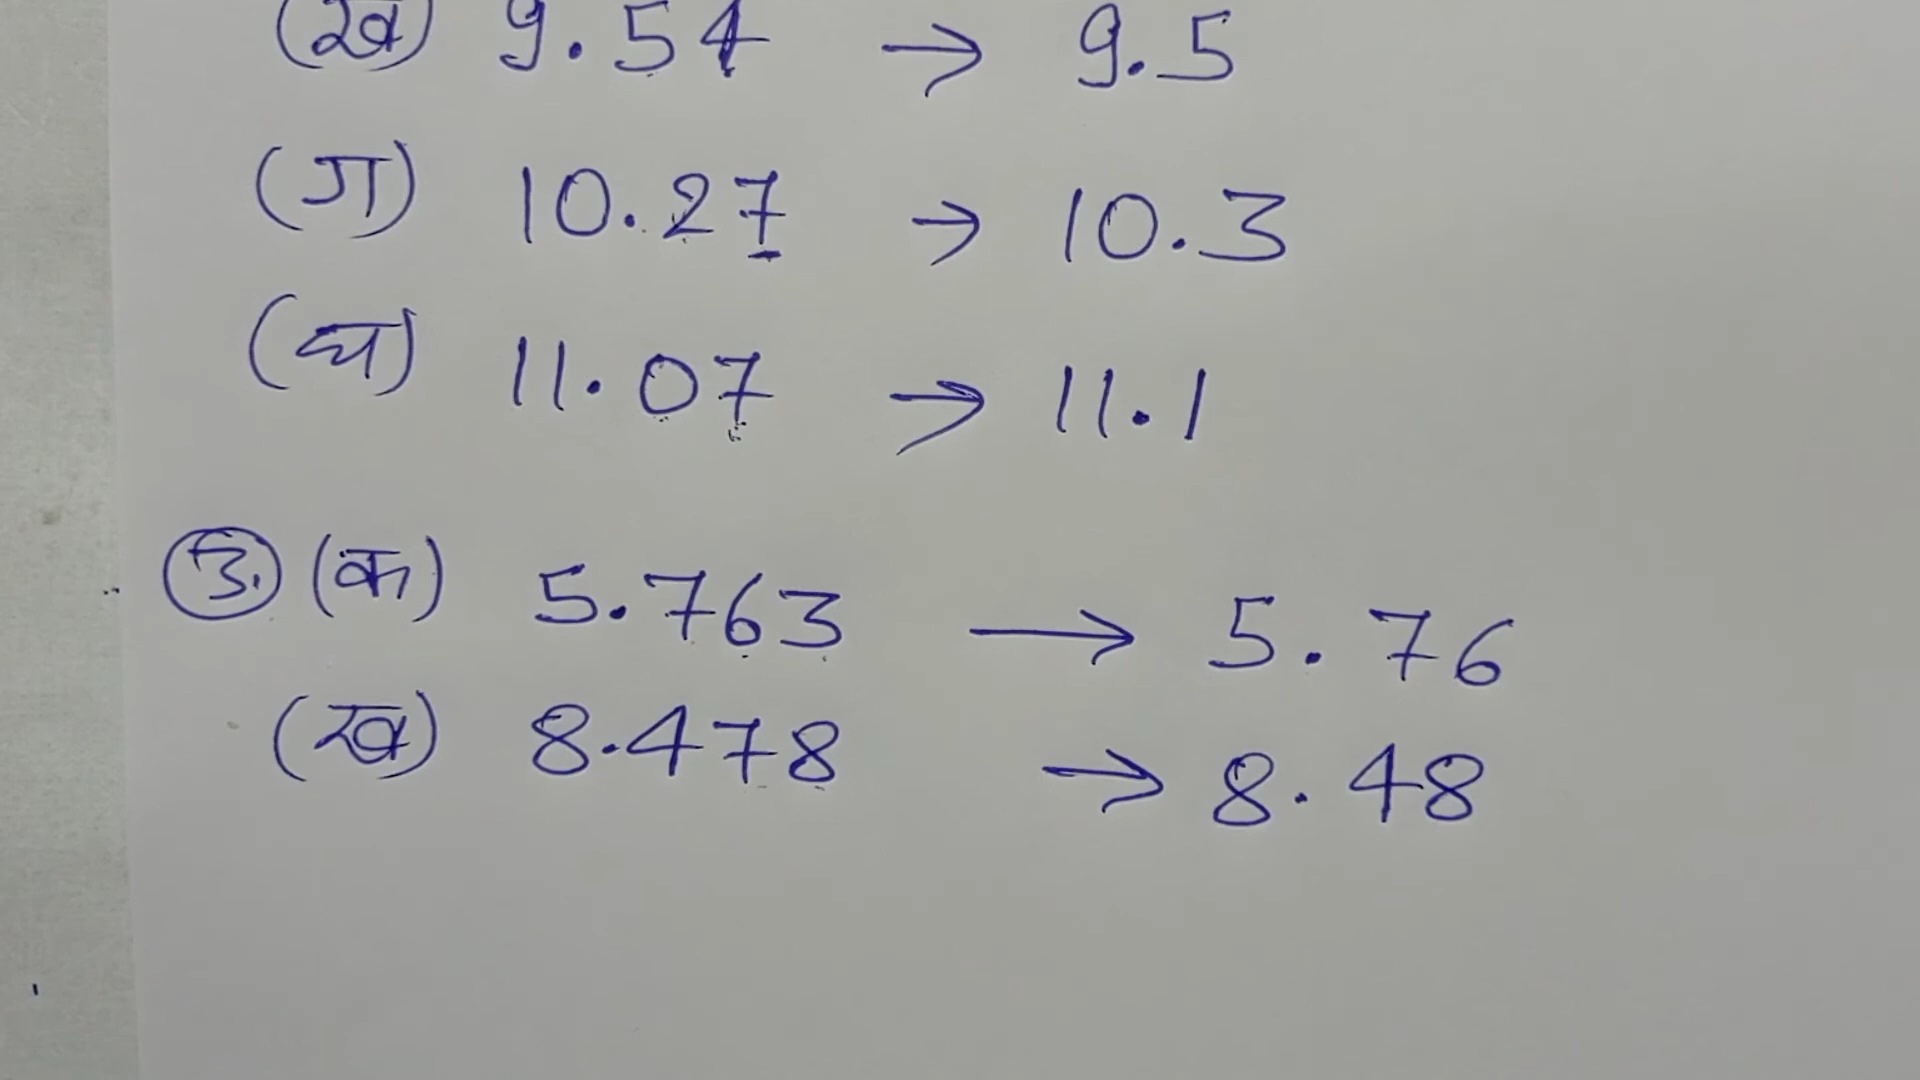 (ख) 9.54 → 9.5
(ग) 10.27 → 10.3
(घ) 11.07 → 11.1
3. (क) 5.763 → 5.76
(ख) 8.478 → 8.48